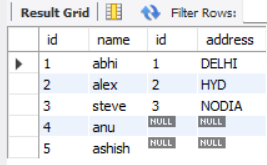 Result Grid Filter Rows:
id name id address
1 abhi 1 DELHI
2 alex 2 HYD
3 steve 3 NODIA
4 anu NULL NULL
5 ashish NULL NULL